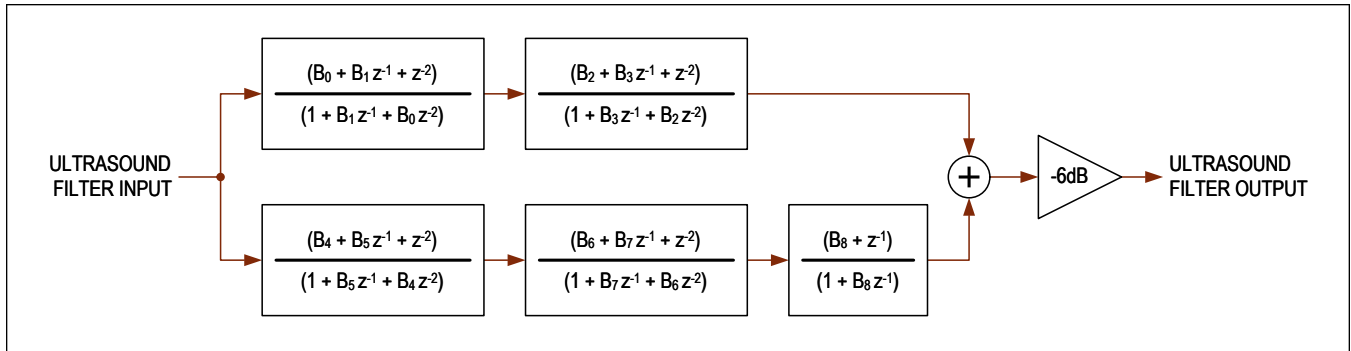 (B₀ + B₁ z⁻¹ + z⁻²)
(1 + B₁ z⁻¹ + B₀ z⁻²)
(B₂ + B₃ z⁻¹ + z⁻²)
(1 + B₃ z⁻¹ + B₂ z⁻²)
ULTRASOUND
FILTER INPUT
+
-6dB
ULTRASOUND
FILTER OUTPUT
(B₄ + B₅ z⁻¹ + z⁻²)
(1 + B₅ z⁻¹ + B₄ z⁻²)
(B₆ + B₇ z⁻¹ + z⁻²)
(1 + B₇ z⁻¹ + B₆ z⁻²)
(B₈ + z⁻¹)
(1 + B₈ z⁻¹)